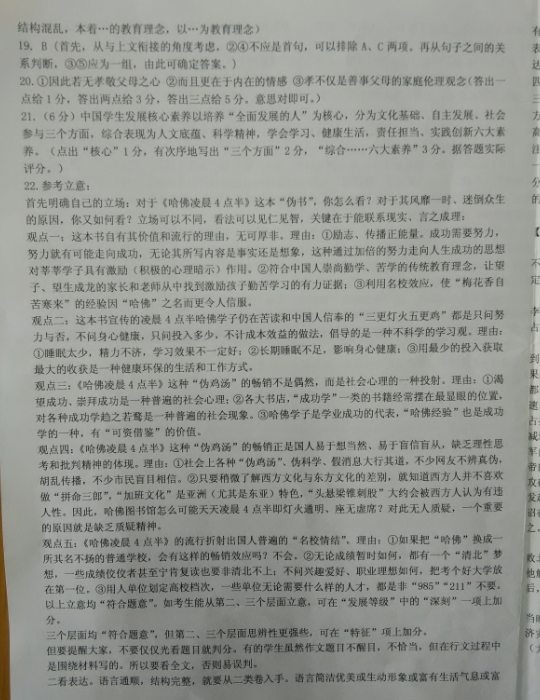 结构混乱，本着…的教育理念，以…为教育理念）
19. B（首先，从与上文衔接的角度考虑，②④不应是首句，可以排除 A、C 两项。再从句子之间的关
系判断，③⑤应为一组，由此可确定答案。）
20.①因此若无孝敬父母之心 ②而且更在于内在的情感 ③孝不仅是善事父母的家庭伦理观念（答出一
点给 1 分，答出两点给 3 分，答出三点给 5 分。意思对即可。）
21.（6 分）中国学生发展核心素养以培养“全面发展的人”为核心，分为文化基础、自主发展、社会
参与三个方面，综合表现为人文底蕴、科学精神，学会学习、健康生活，责任担当、实践创新六大素
养。（点出“核心”1 分，有次序地写出“三个方面”2 分，“综合……六大素养”3 分。据答题实际
评分。）
22.参考立意：
首先明确自己的立场：对于《哈佛凌晨 4 点半》这本“伪书”，你怎么看？对于其风靡一时、迷倒众生
的原因，你又如何看？立场可以不同，看法可以见仁见智，关键在于能联系现实、言之成理：
观点一：这本书自有其价值和流行的理由，无可厚非。理由：①励志、传播正能量。成功需要努力，
努力就有可能走向成功，无论其所写内容是事实还是想象，这种通过加倍的努力走向人生成功的思想
对莘莘学子具有激励（积极的心理暗示）作用。②符合中国人崇尚勤学、苦学的传统教育理念，让望
子、望生成龙的家长和老师从中找到激励孩子勤苦学习的有力证据；③利用名校效应，使“梅花香自
苦寒来”的经验因“哈佛”之名而更令人信服。
观点二：这本书宣传的凌晨 4 点半哈佛学子仍在苦读和中国人信奉的“三更灯火五更鸡”都是只问努
力与否，不问身心健康，只问投入多少，不计成本效益的做法，倡导的是一种不科学的学习观。理由：
①睡眠太少，精力不济，学习效果不一定好；②长期睡眠不足，影响身心健康；③用最少的投入获取
最大的收获是一种健康环保的生活和工作方式。
观点三：《哈佛凌晨 4 点半》这种“伪鸡汤”的畅销不是偶然，而是社会心理的一种投射。理由：①渴
望成功、崇拜成功是一种普遍的社会心理；②各大书店，“成功学”一类的书籍经常摆在最显眼的位置，
对各种成功学趋之若鹜是一种普遍的社会现象。③哈佛学子是学业成功的代表，“哈佛经验”也是成功
学的一种，有“可资借鉴”的价值。
观点四：《哈佛凌晨 4 点半》这种“伪鸡汤”的畅销正是国人易于想当然、易于盲信盲从，缺乏理性思
考和批判精神的体现。理由：①社会上各种“伪鸡汤”、伪科学、假消息大行其道，不少网友不辨真伪，
胡乱传播，不少市民盲目相信。②只要稍微了解西方文化与东方文化的差别，就知道西方人并不喜欢
做“拼命三郎”，“加班文化”是亚洲（尤其是东亚）特色，“头悬梁锥刺股”大约会被西方人认为有违
人性。因此，哈佛图书馆怎么可能天天凌晨 4 点半即灯火通明、座无虚席？对此无人质疑，一个重要
的原因就是缺乏质疑精神。
观点五：《哈佛凌晨 4 点半》的流行折射出国人普遍的“名校情结”。理由：①如果把“哈佛”换成一
所其名不扬的普通学校，会有这样的畅销效应吗？不会。②无论成绩暂时如何，都有一个“清北”梦
想，一些成绩佼佼者甚至宁肯复读也要非清北不上；不问兴趣爱好、职业理想如何，把考个好大学放
在第一位。③用人单位划定高校档次，一些单位无论需要什么样的人才，都是非“985”“211”不要。
以上立意均“符合题意”。如考生能从第二、三个层面立意，可在“发展等级”中的“深刻”一项上加
分。
三个层面均“符合题意”，但第二、三个层面思辨性更强些，可在“特征”项上加分。
但要提醒大家，不要仅仅光看题目就判分。有的学生虽然作文题目不醒目，不恰当，但在行文过程中
是围绕材料写的。所以要看全文，否则易误判。
二看表达。语言通顺，结构完整，就要从二类卷入手。语言简洁优美或生动形象或富有生活气息或富